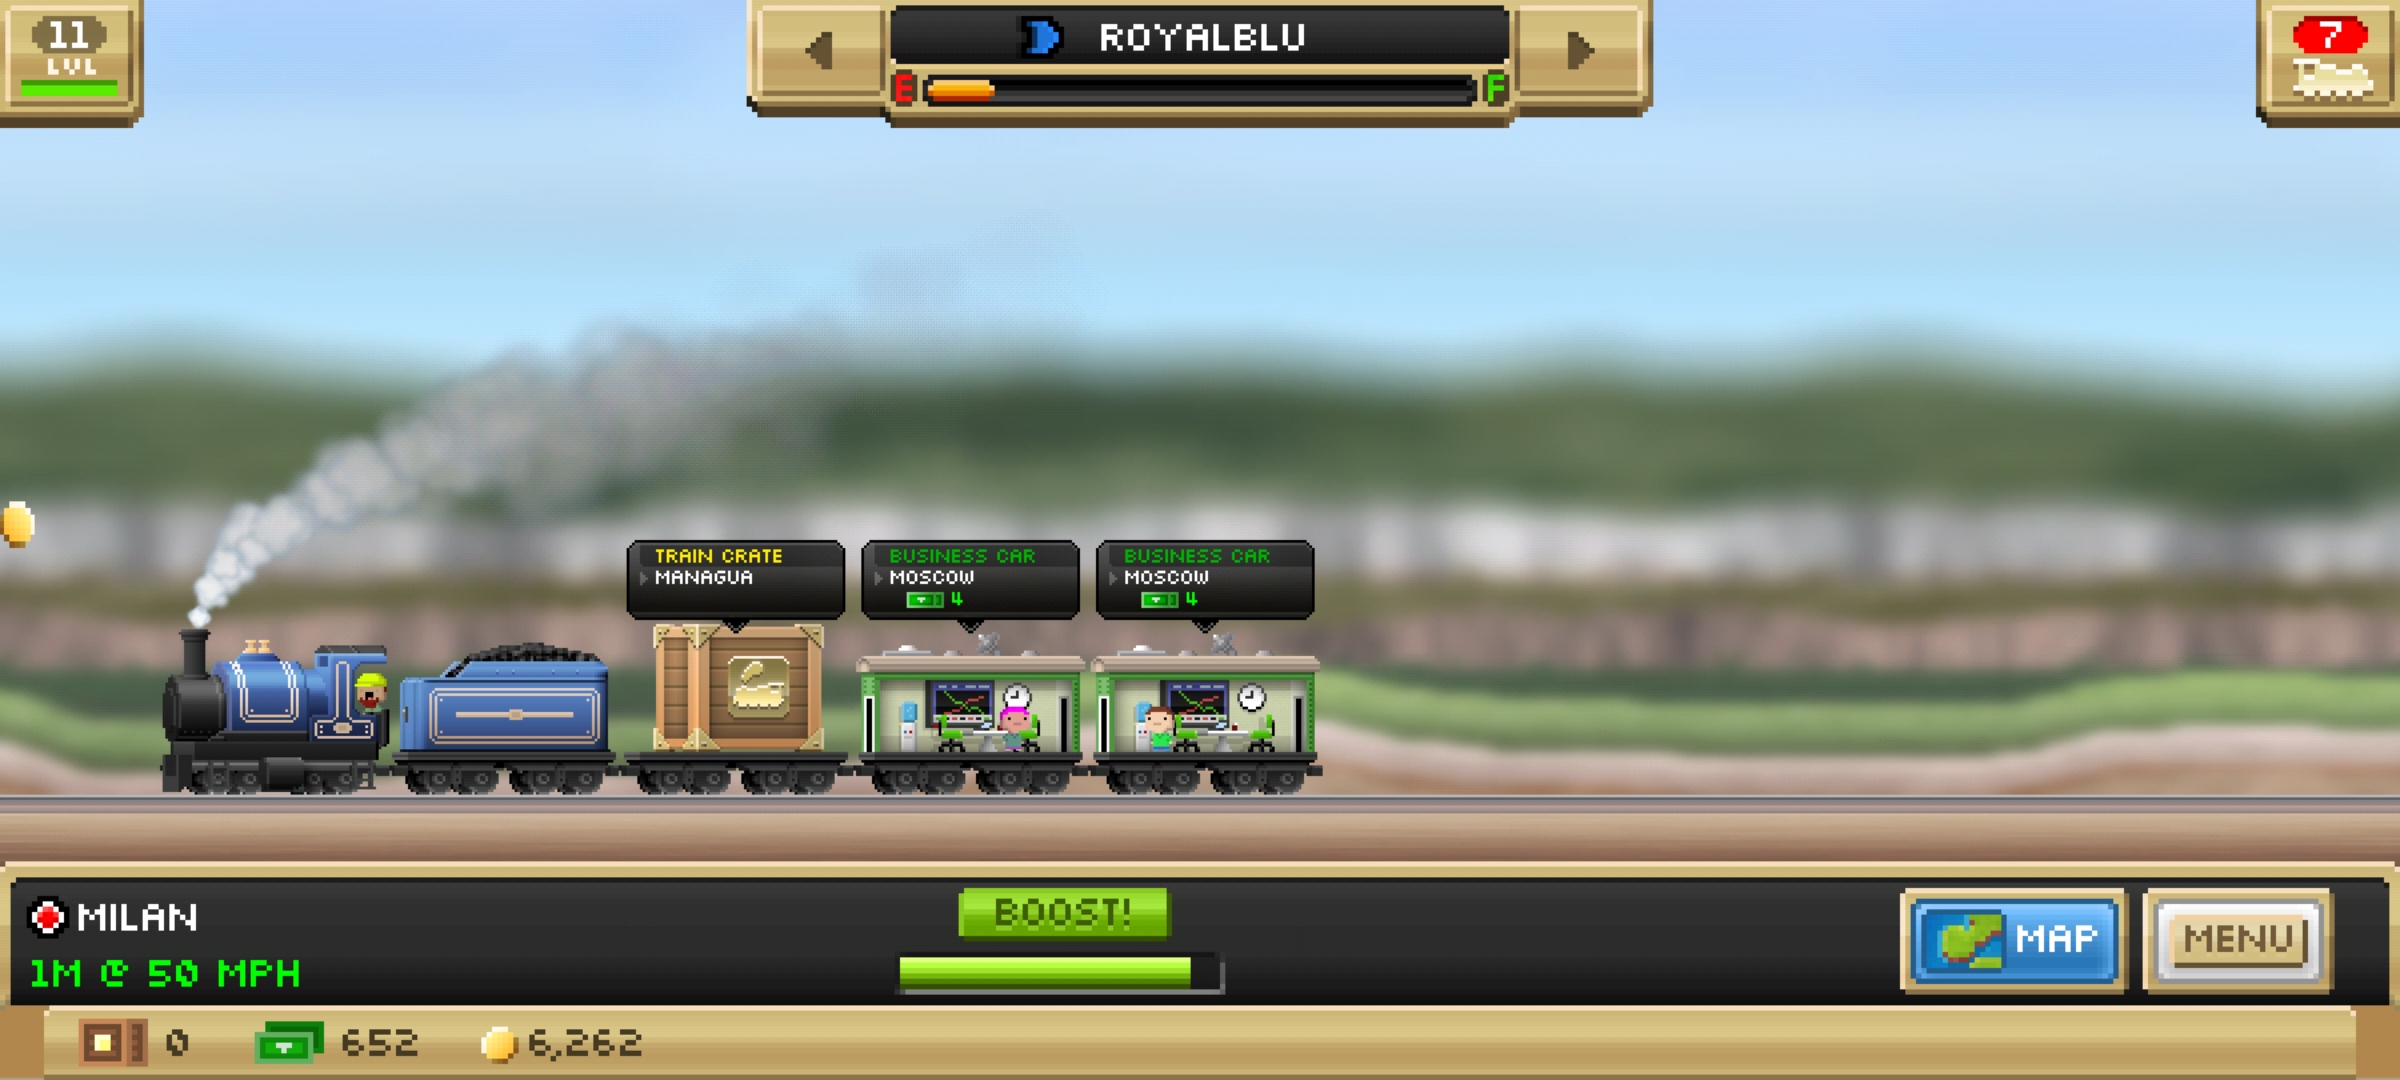 11
LVL
ROYALBLU
E
F
7
TRAIN CRATE
MANAGUA
BUSINESS CAR
MOSCOW
4
BUSINESS CAR
MOSCOW
4
MILAN
1M @ 50 MPH
BOOST!
MAP
MENU
0
652
6,262